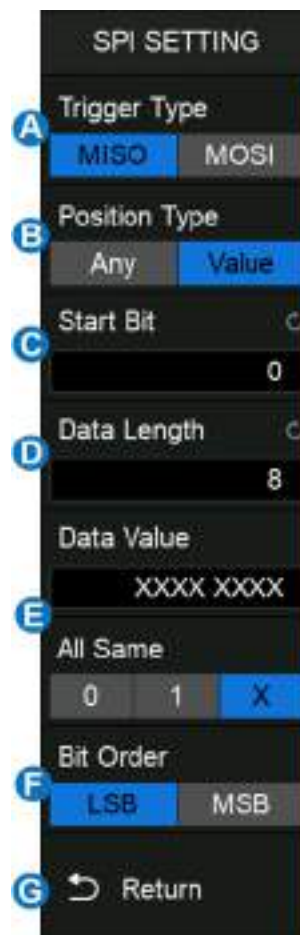 SPI SETTING
Trigger Type
A
MISO MOSI
Position Type
B
Any Value
Start Bit
C
0
Data Length
D
8
Data Value
XXXX XXXX
E
All Same
0 1 X
Bit Order
F
LSB MSB
G Return